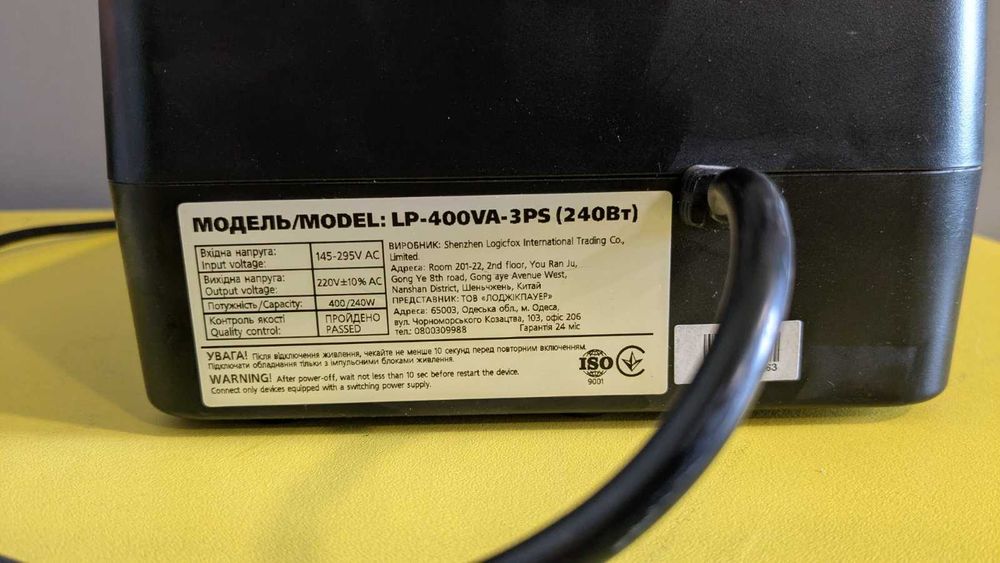 МОДЕЛЬ/MODEL: LP-400VA-3PS (240Вт)
Вхідна напруга:
Input voltage:
145-295V AC
Вихідна напруга:
Output voltage:
220V±10% AC
Потужність/Capacity:
400/240W
Контроль якості
Quality control:
ПРОЙДЕНО
PASSED
ВИРОБНИК: Shenzhen Logicfox International Trading Co.,
Limited.
Адреса: Room 201-22, 2nd floor, You Ran Ju,
Gong Ye 8th road, Gong aye Avenue West,
Nanshan District, Шеньчжень, Китай
ПРЕДСТАВНИК: ТОВ «ЛОДЖІКПАУЕР»
Адреса: 65003, Одеська обл., м. Одеса,
вул. Чорноморського Козацтва, 103, офіс 206
тел.: 0800309988 Гарантія 24 міс
УВАГА! Після відключення живлення, чекайте не менше 10 секунд перед повторним включенням.
Підключати обладнання тільки з імпульсними блоками живлення.
WARNING! After power-off, wait not less than 10 sec before restart the device.
Connect only devices equipped with a switching power supply.
ISO
9001
63